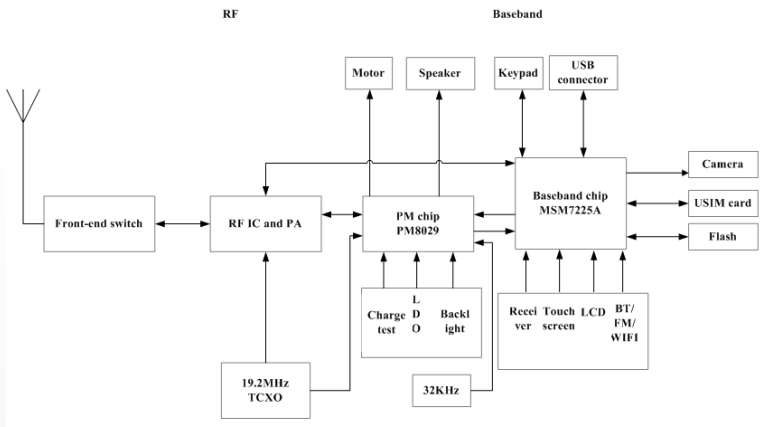 RF
Baseband
Motor
Speaker
Keypad
USB
connector
Camera
Baseband chip
MSM7225A
USIM card
Front-end switch
RF IC and PA
PM chip
PM8029
Flash
Charge
test
L
D
O
Backl
ight
Recei
ver
Touch
screen
LCD
BT/
FM/
WIFI
19.2MHz
TCXO
32KHz